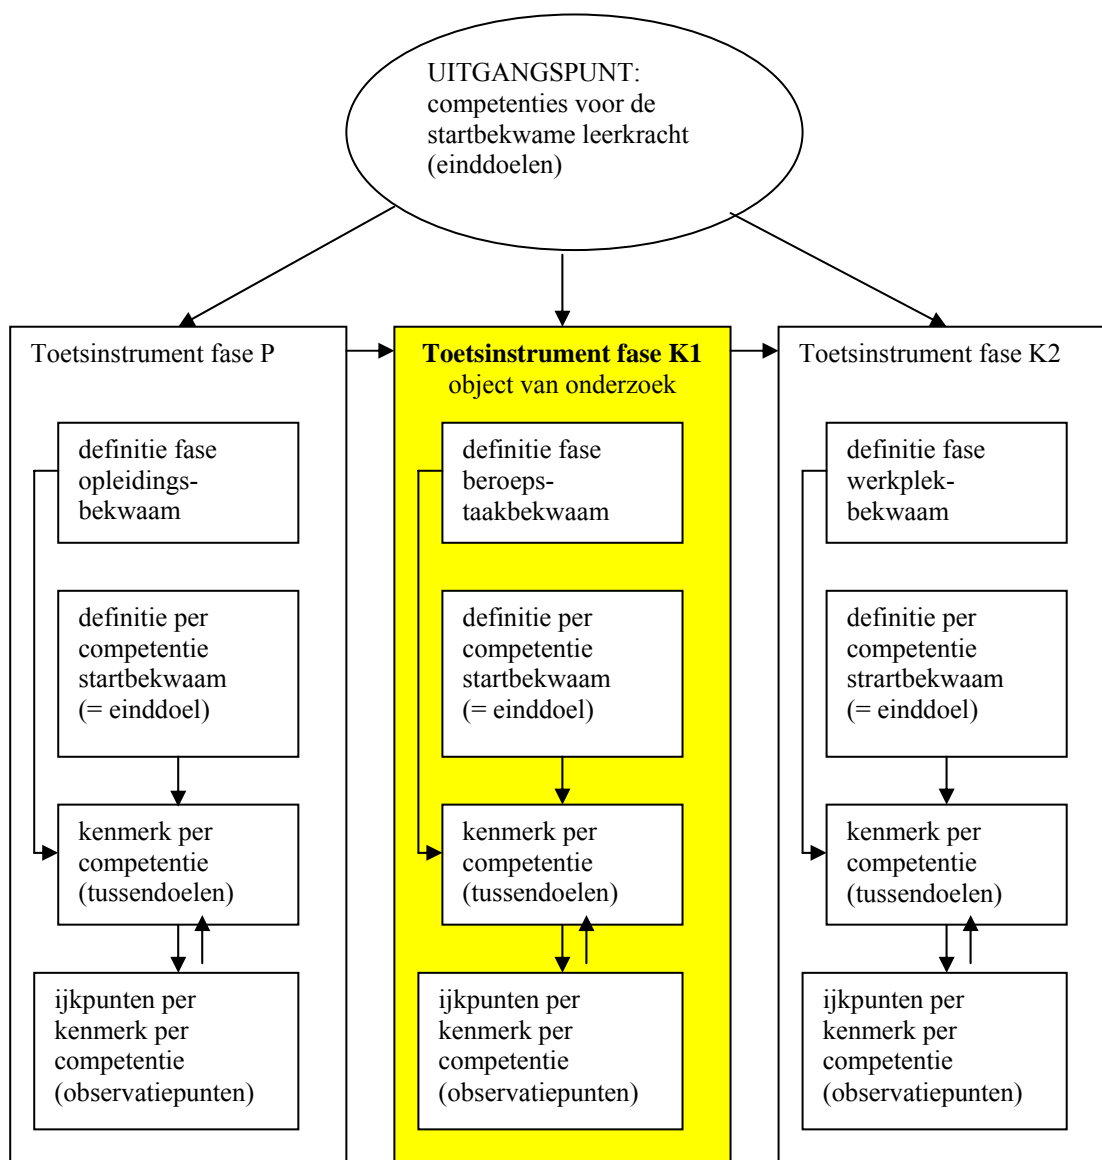 UITGANGSPUNT:
competenties voor de
startbekwame leerkracht
(einddoelen)
Toetsinstrument fase P
definitie fase
opleidings-
bekwaam
definitie per
competentie
startbekwaam
(= einddoel)
kenmerk per
competentie
(tussendoelen)
ijkpunten per
kenmerk per
competentie
(observatiepunten)
Toetsinstrument fase K1
object van onderzoek
definitie fase
beroeps-
taakbekwaam
definitie per
competentie
startbekwaam
(= einddoel)
kenmerk per
competentie
(tussendoelen)
ijkpunten per
kenmerk per
competentie
(observatiepunten)
Toetsinstrument fase K2
definitie fase
werkplek-
bekwaam
definitie per
competentie
strartbekwaam
(= einddoel)
kenmerk per
competentie
(tussendoelen)
ijkpunten per
kenmerk per
competentie
(observatiepunten)